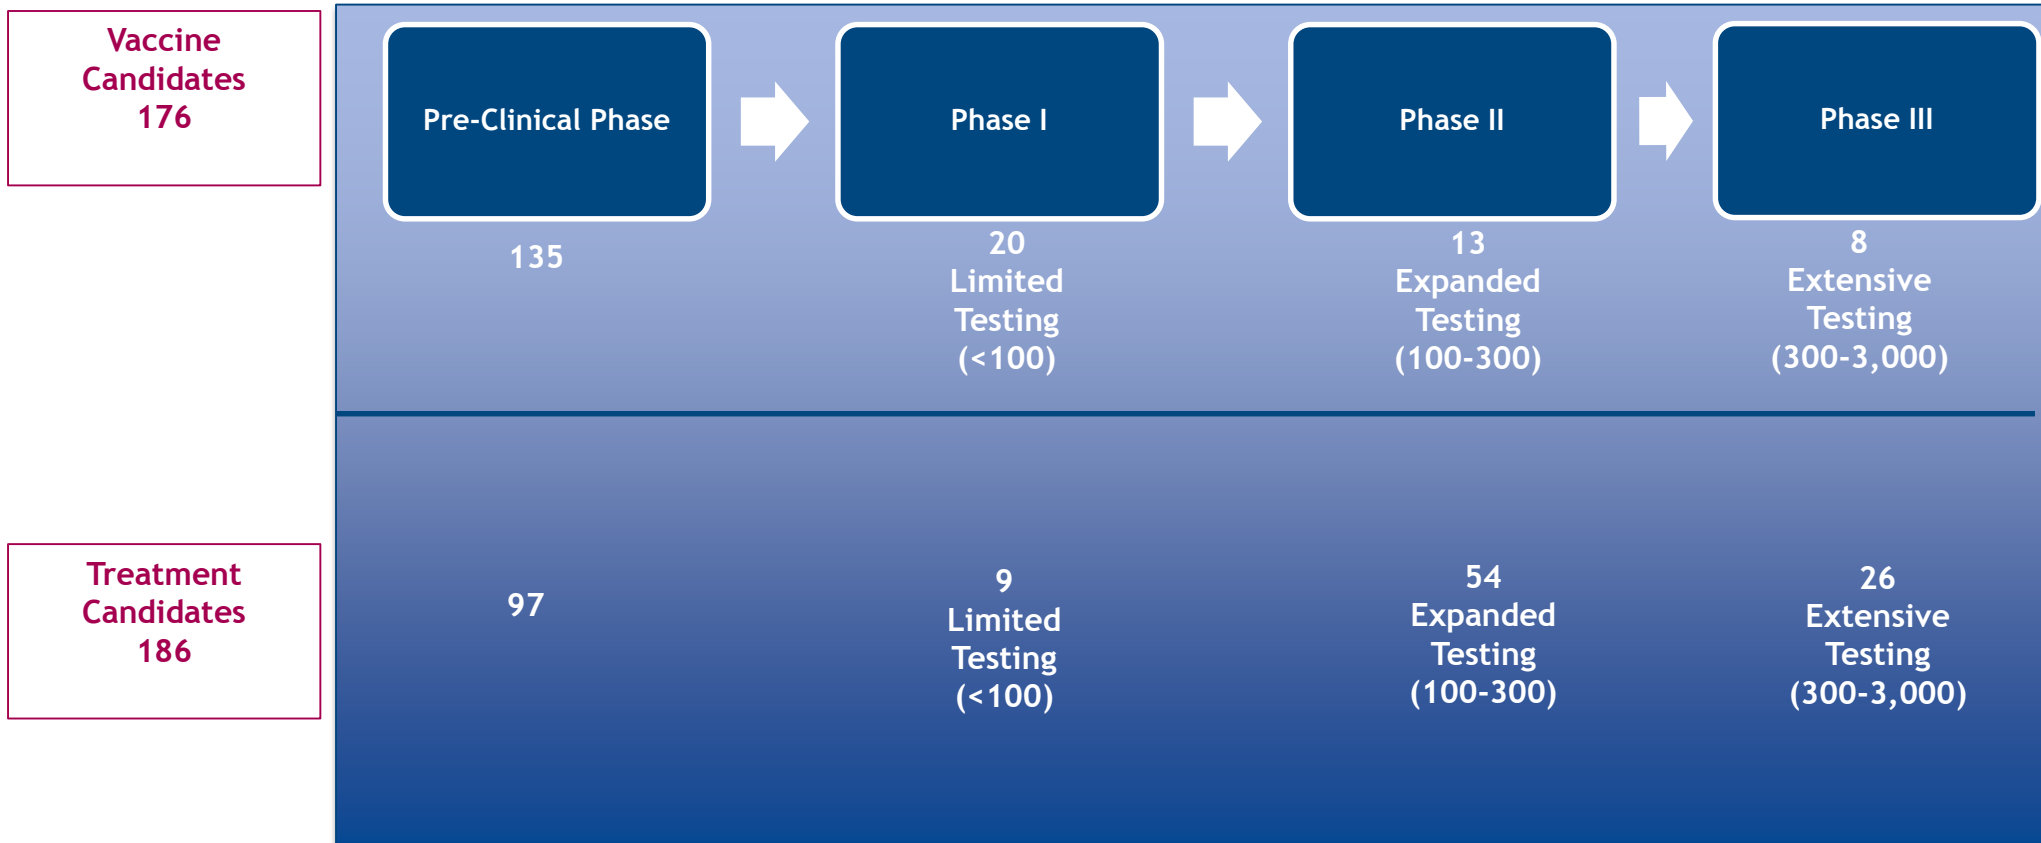 Vaccine
Candidates
176
Pre-Clinical Phase
Phase I
Phase II
Phase III
135
20
Limited
Testing
(<100)
13
Expanded
Testing
(100-300)
8
Extensive
Testing
(300-3,000)
Treatment
Candidates
186
97
9
Limited
Testing
(<100)
54
Expanded
Testing
(100-300)
26
Extensive
Testing
(300-3,000)